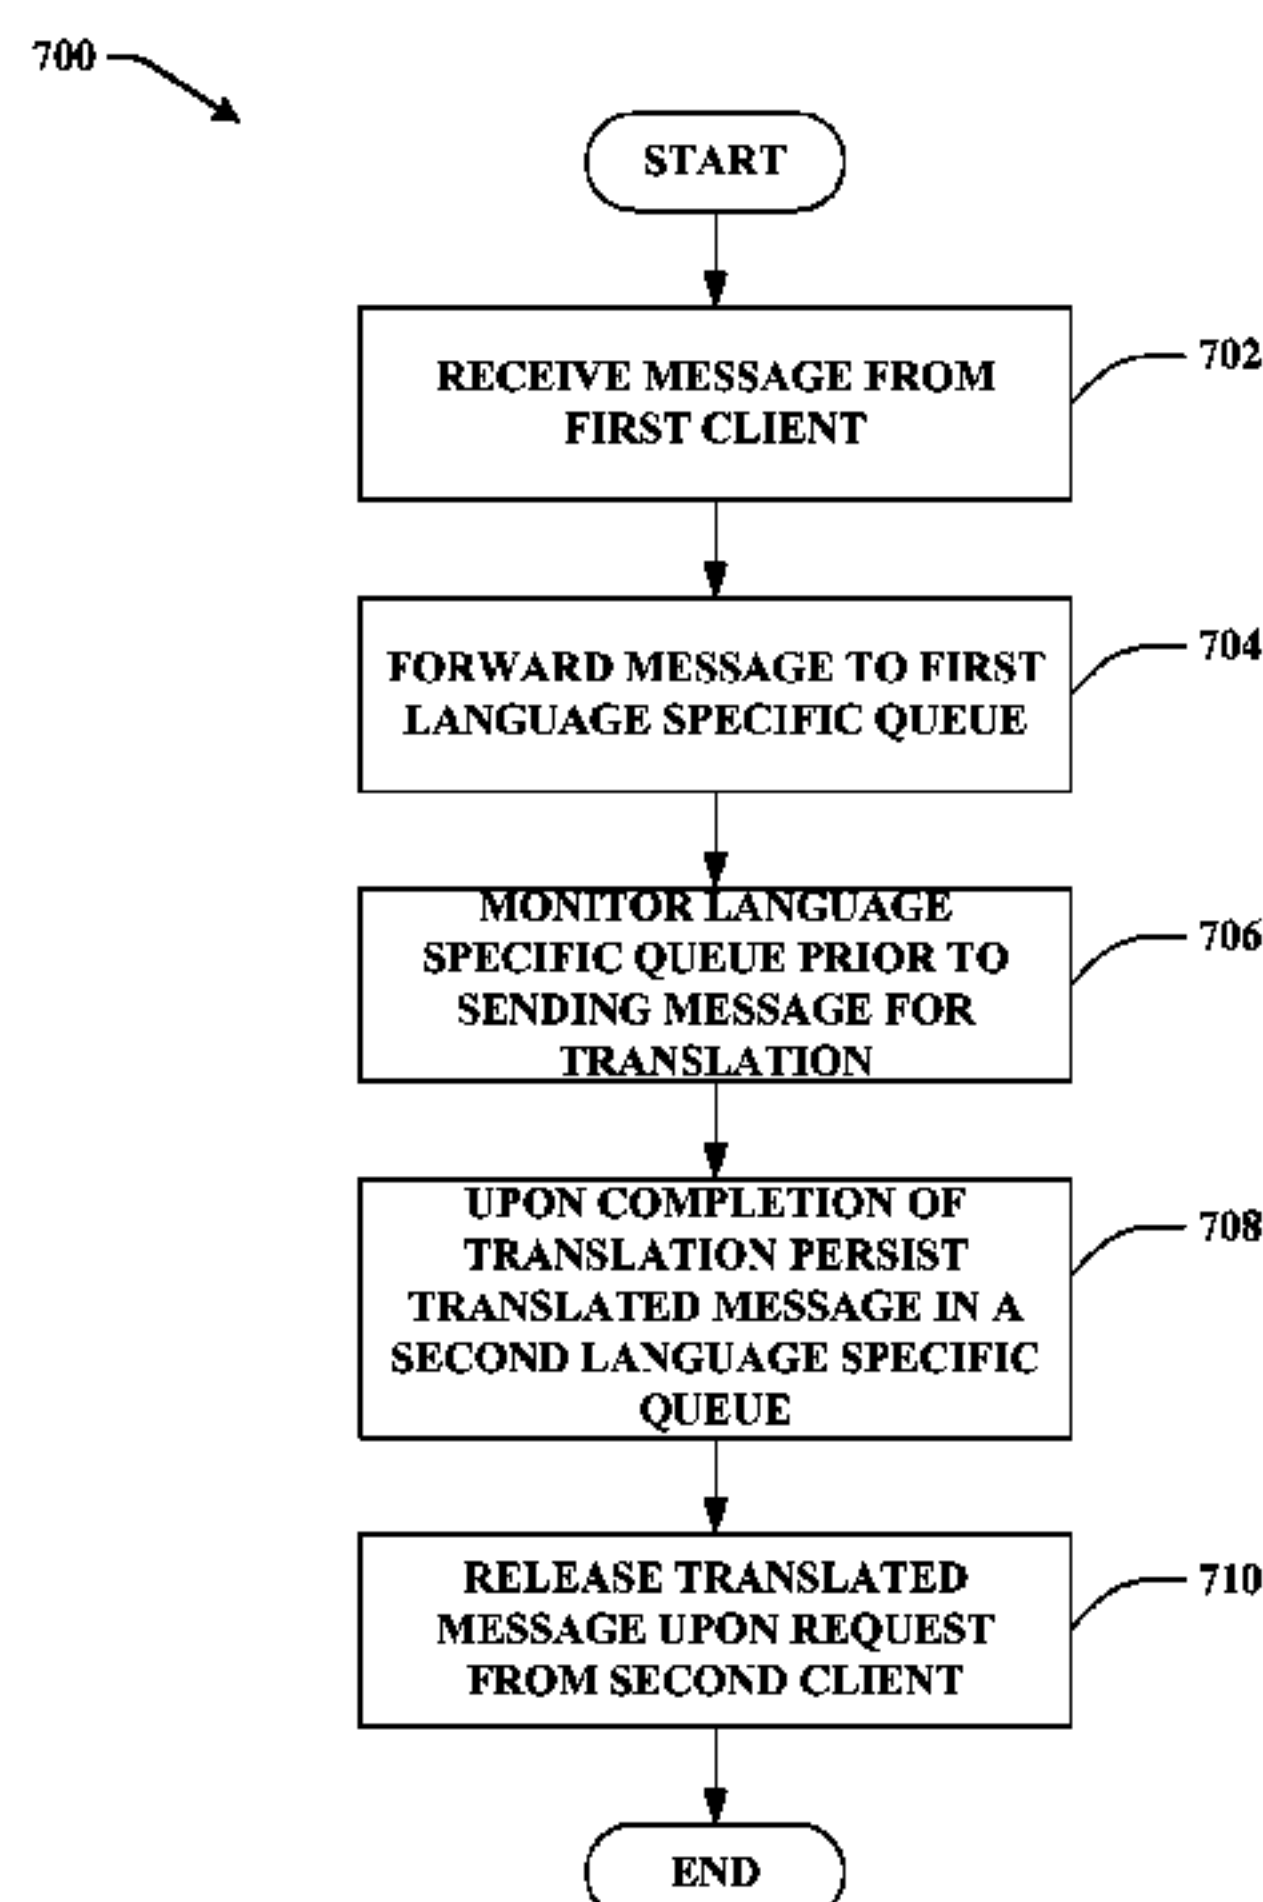 700
START
RECEIVE MESSAGE FROM
FIRST CLIENT
702
FORWARD MESSAGE TO FIRST
LANGUAGE SPECIFIC QUEUE
704
MONITOR LANGUAGE
SPECIFIC QUEUE PRIOR TO
SENDING MESSAGE FOR
TRANSLATION
706
UPON COMPLETION OF
TRANSLATION PERSIST
TRANSLATED MESSAGE IN A
SECOND LANGUAGE SPECIFIC
QUEUE
708
RELEASE TRANSLATED
MESSAGE UPON REQUEST
FROM SECOND CLIENT
710
END